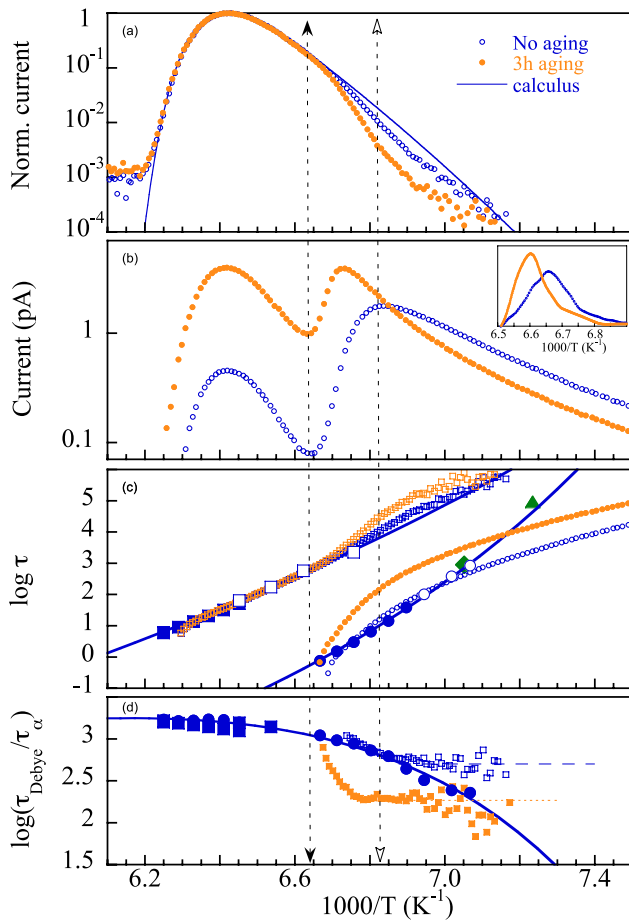 (a)
Norm. current
1
10⁻¹
10⁻²
10⁻³
10⁻⁴
No aging
3h aging
calculus
(b)
Current (pA)
1
0.1
6.5 6.6 6.7 6.8
1000/T (K⁻¹)
(c)
log τ
5
4
3
2
1
0
-1
(d)
log(τ_Debye/τ_α)
3
2.5
2
1.5
6.2 6.6 7.0 7.4
1000/T (K⁻¹)